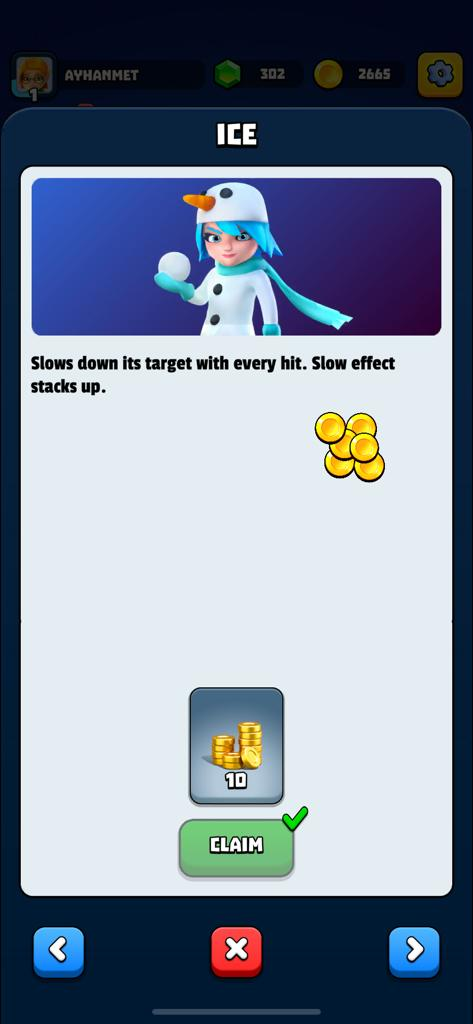 AYHANMET
302
2665
1
ICE
Slows down its target with every hit. Slow effect
stacks up.
10
CLAIM